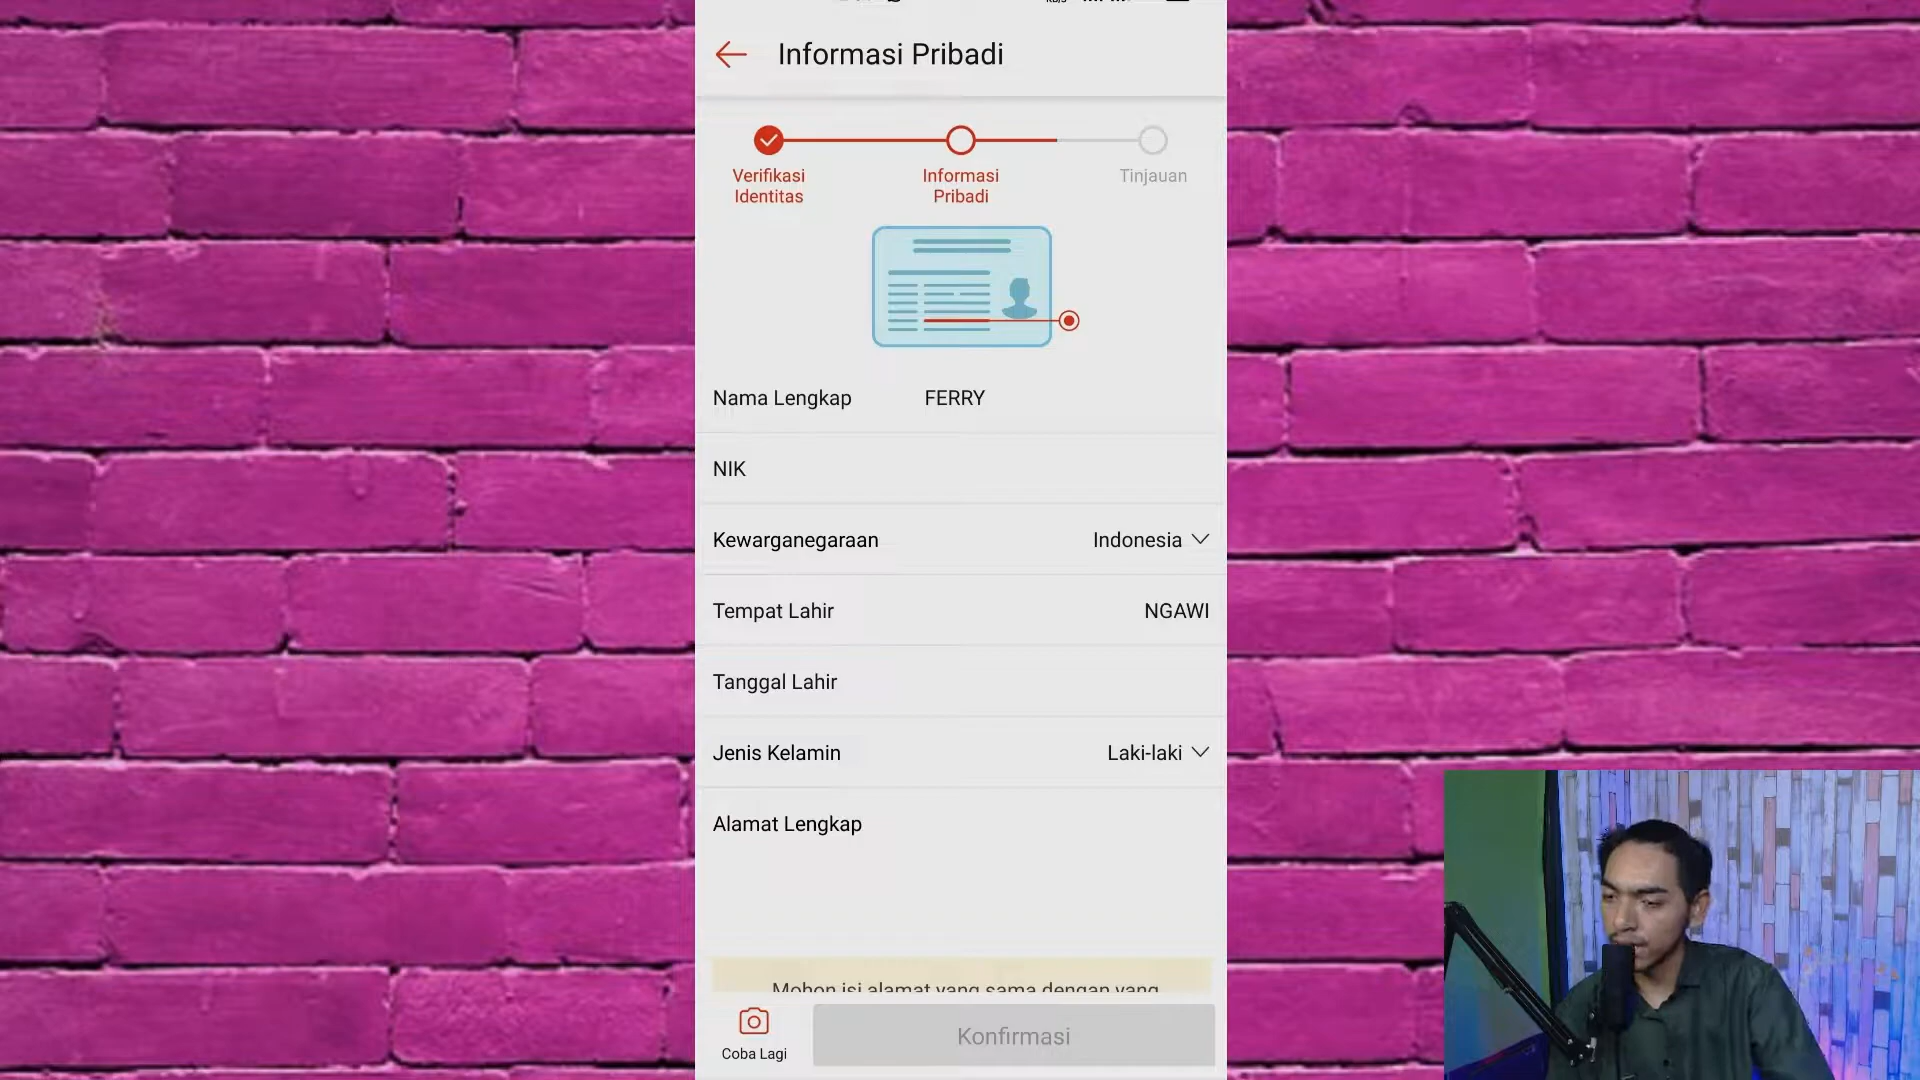 Informasi Pribadi
Verifikasi
Identitas
Informasi
Pribadi
Tinjauan
Nama Lengkap FERRY
NIK
Kewarganegaraan Indonesia
Tempat Lahir NGAWI
Tanggal Lahir
Jenis Kelamin Laki-laki
Alamat Lengkap
Mohon isi alamat yang sama dengan yang
Coba Lagi
Konfirmasi